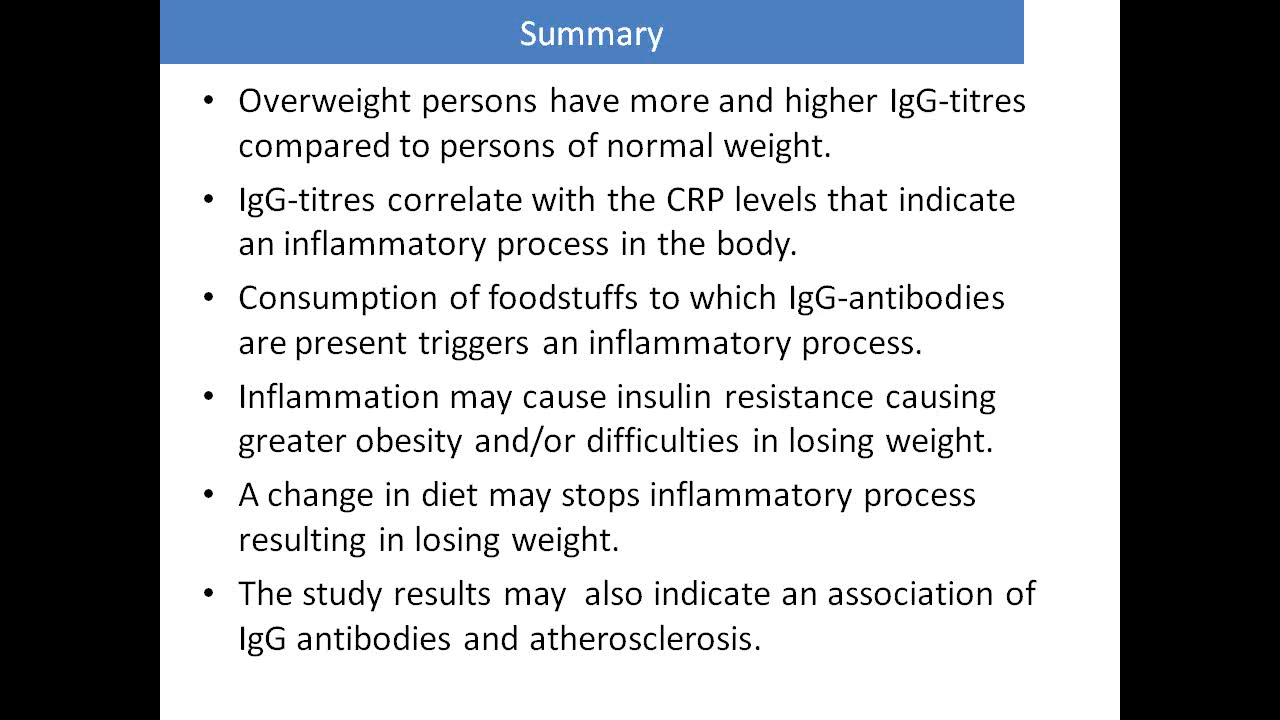 Summary
• Overweight persons have more and higher IgG-titres
compared to persons of normal weight.
• IgG-titres correlate with the CRP levels that indicate
an inflammatory process in the body.
• Consumption of foodstuffs to which IgG-antibodies
are present triggers an inflammatory process.
• Inflammation may cause insulin resistance causing
greater obesity and/or difficulties in losing weight.
• A change in diet may stops inflammatory process
resulting in losing weight.
• The study results may also indicate an association of
IgG antibodies and atherosclerosis.